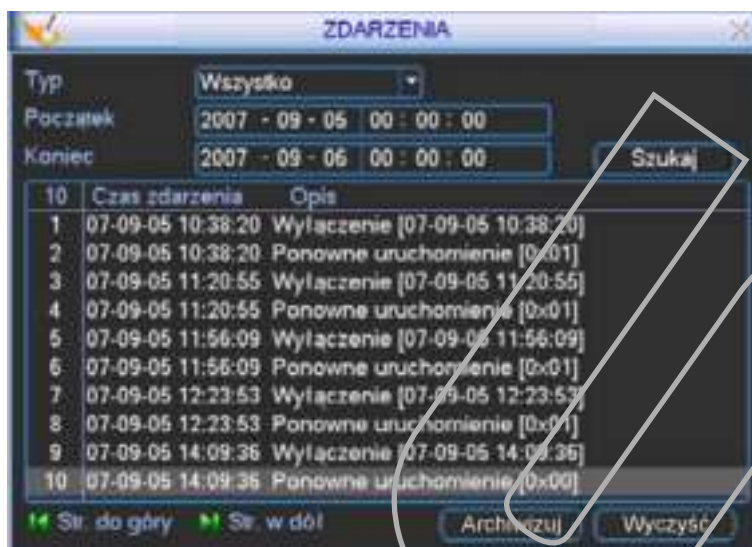 ZDARZENIA
Typ Wszystko
Początek 2007 - 09 - 05 00 : 00 : 00
Koniec 2007 - 09 - 06 00 : 00 : 00 Szukaj
10 Czas zdarzenia Opis
1 07-09-05 10:38:20 Wyłączenie [07-09-05 10:38:20]
2 07-09-05 10:38:20 Ponowne uruchomienie [0x01]
3 07-09-05 11:20:55 Wyłączenie [07-09-05 11:20:55]
4 07-09-05 11:20:55 Ponowne uruchomienie [0x01]
5 07-09-05 11:56:09 Wyłączenie [07-09-05 11:56:09]
6 07-09-05 11:56:09 Ponowne uruchomienie [0x01]
7 07-09-05 12:23:53 Wyłączenie [07-09-05 12:23:53]
8 07-09-05 12:23:53 Ponowne uruchomienie [0x01]
9 07-09-05 14:09:36 Wyłączenie [07-09-05 14:09:36]
10 07-09-05 14:09:36 Ponowne uruchomienie [0x00]
Str. do góry Str. w dół Archiwizuj Wyczyść